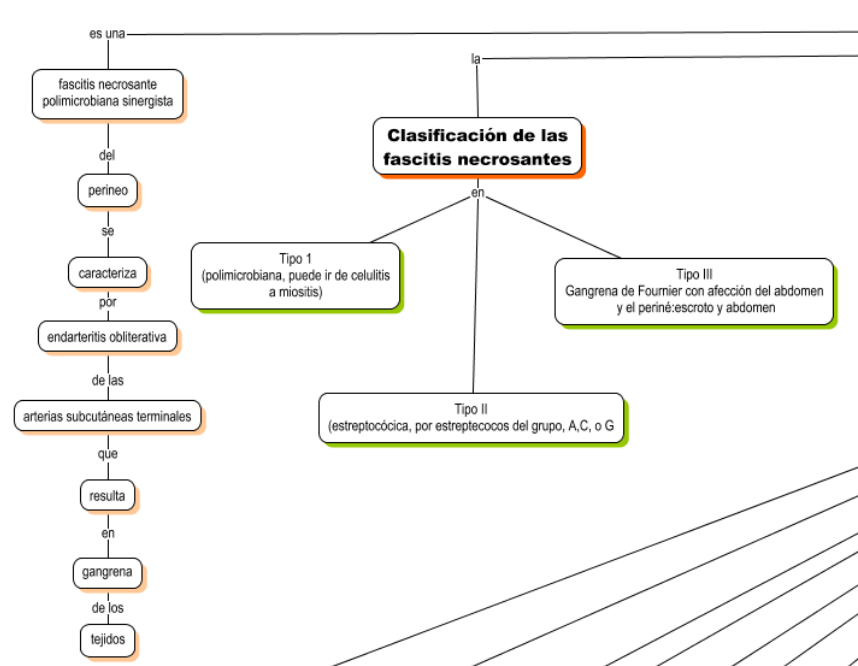 es una
fascitis necrosante
polimicrobiana sinergista
del
perineo
se
caracteriza
por
endarteritis obliterativa
de las
arterias subcutáneas terminales
que
resulta
en
gangrena
de los
tejidos
la
Clasificación de las
fascitis necrosantes
en
Tipo 1
(polimicrobiana, puede ir de celulitis
a miositis)
Tipo II
(estreptocócica, por estreptecocos del grupo, A,C, o G
Tipo III
Gangrena de Fournier con afección del abdomen
y el periné:escroto y abdomen